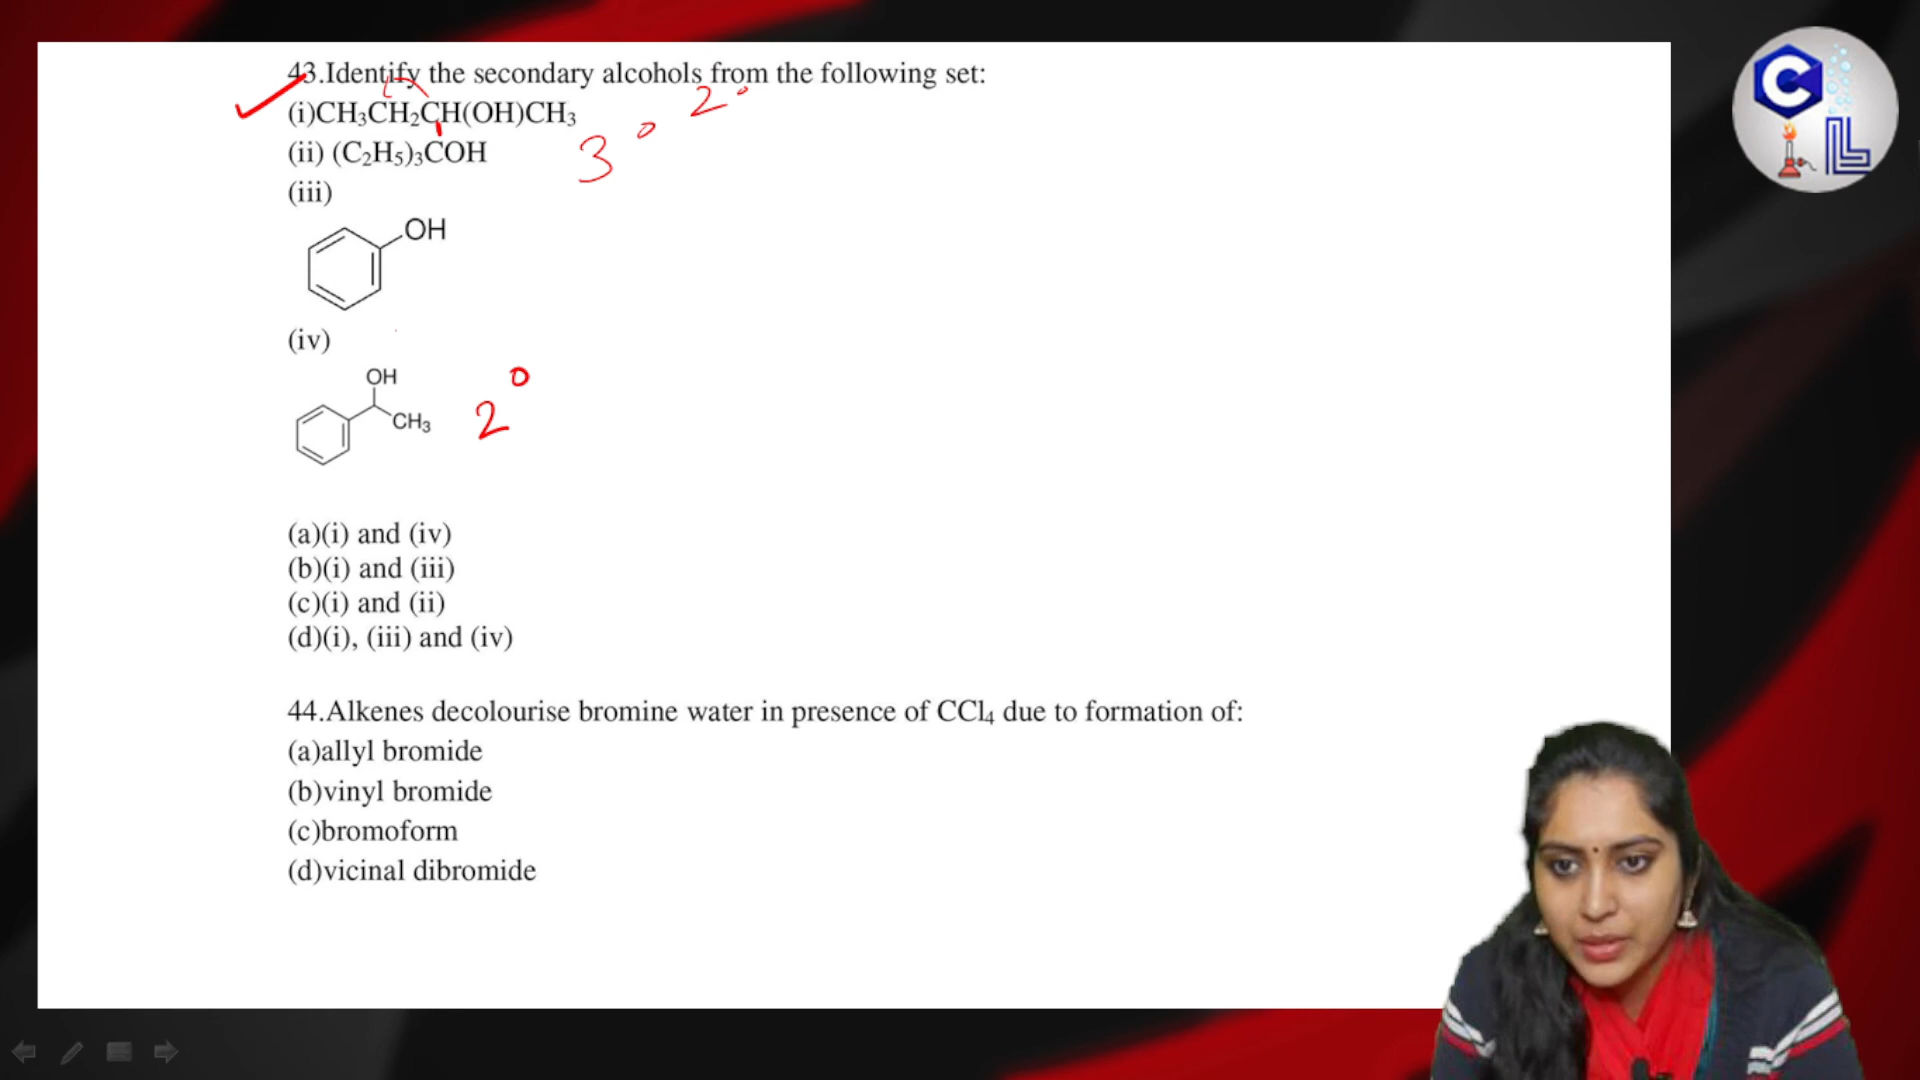 43.Identify the secondary alcohols from the following set:
(i)CH₃CH₂CH(OH)CH₃
2°
(ii) (C₂H₅)₃COH
3°
(iii)
OH
(iv)
OH
CH₃
2°
(a)(i) and (iv)
(b)(i) and (iii)
(c)(i) and (ii)
(d)(i), (iii) and (iv)
44.Alkenes decolourise bromine water in presence of CCl₄ due to formation of:
(a)allyl bromide
(b)vinyl bromide
(c)bromoform
(d)vicinal dibromide
C
L